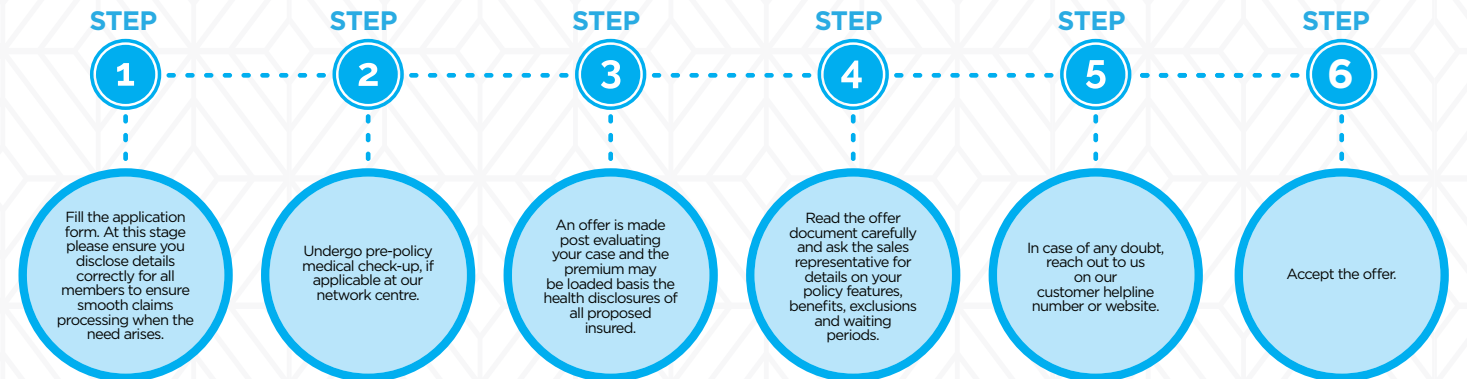 STEP
1
Fill the application
form. At this stage
please ensure you
disclose details
correctly for all
members to ensure
smooth claims
processing when the
need arises.
STEP
2
Undergo pre-policy
medical check-up, if
applicable at our
network centre.
STEP
3
An offer is made
post evaluating
your case and the
premium may
be loaded basis the
health disclosures of
all proposed
insured.
STEP
4
Read the offer
document carefully
and ask the sales
representative for
details on your
policy features,
benefits, exclusions
and waiting
periods.
STEP
5
In case of any doubt,
reach out to us
on our
customer helpline
number or website.
STEP
6
Accept the offer.